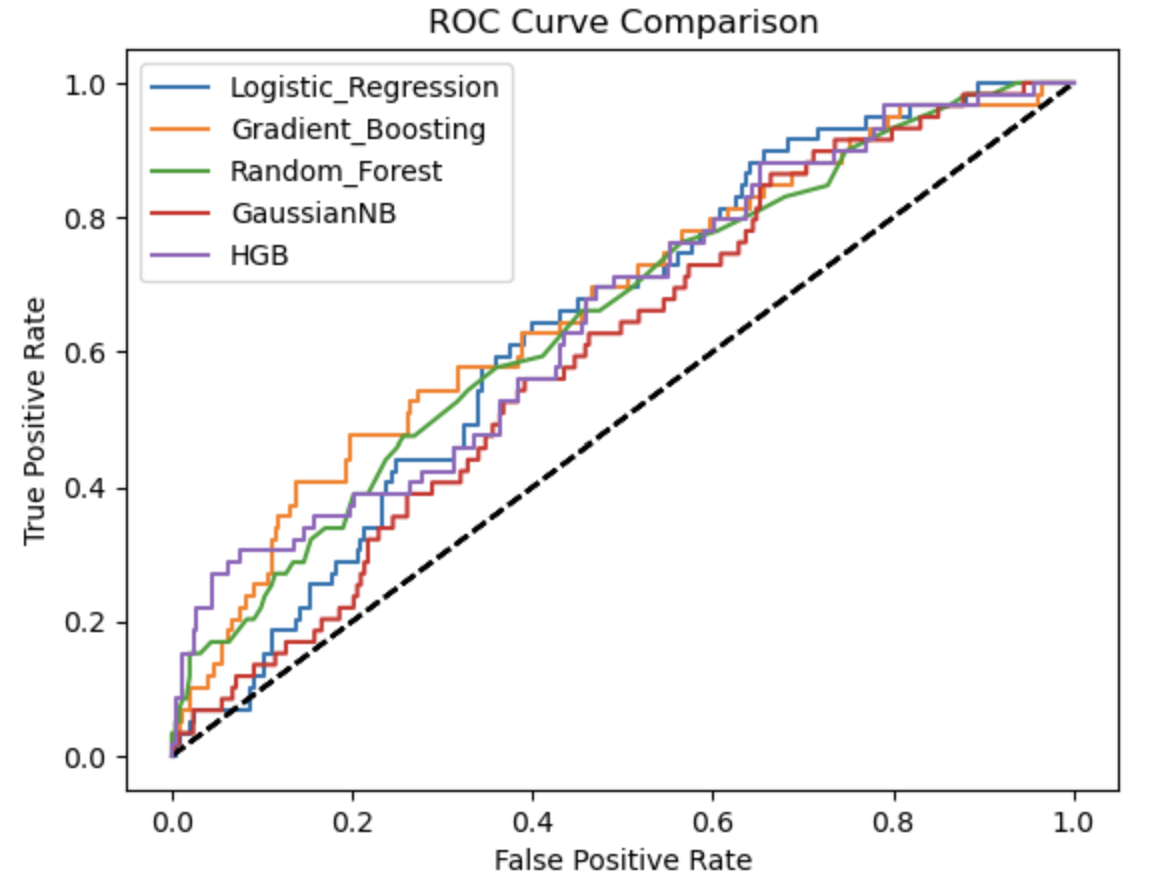 ROC Curve Comparison
Logistic_Regression
Gradient_Boosting
Random_Forest
GaussianNB
HGB
True Positive Rate
1.0
0.8
0.6
0.4
0.2
0.0
0.0 0.2 0.4 0.6 0.8 1.0
False Positive Rate